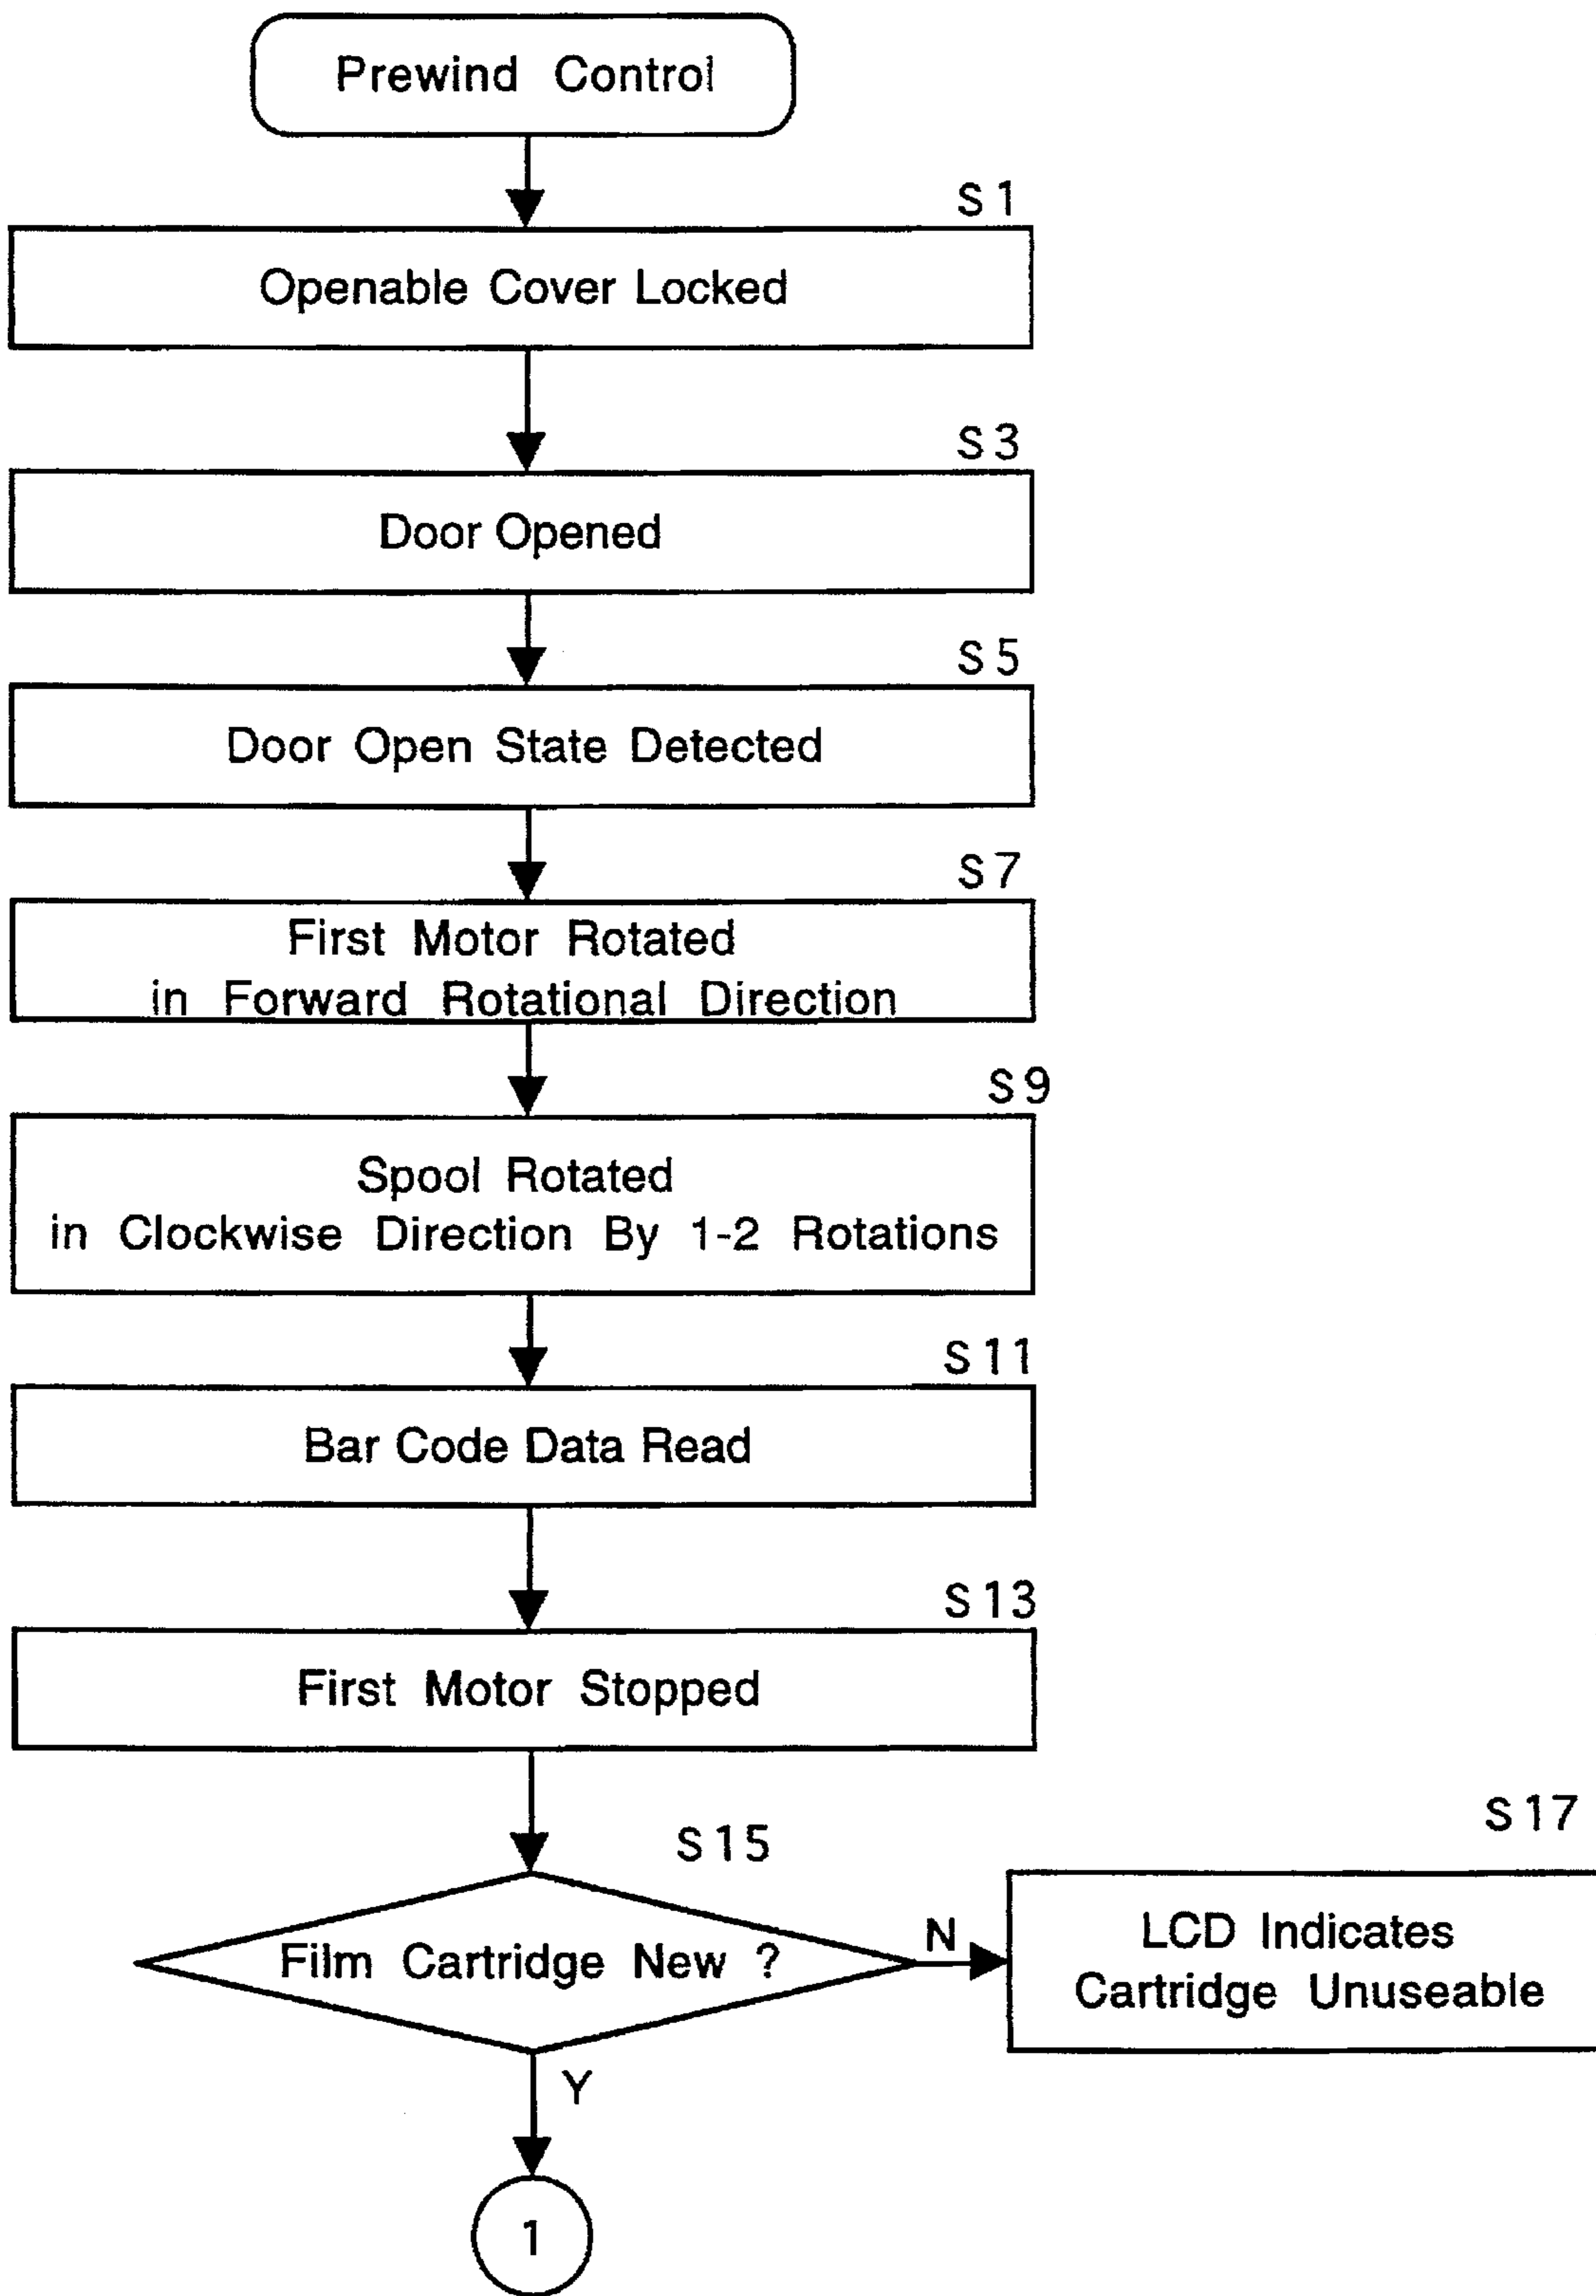 Prewind Control
S1
Openable Cover Locked
S3
Door Opened
S5
Door Open State Detected
S7
First Motor Rotated
in Forward Rotational Direction
S9
Spool Rotated
in Clockwise Direction By 1-2 Rotations
S11
Bar Code Data Read
S13
First Motor Stopped
S15
Film Cartridge New ?
N
S17
LCD Indicates
Cartridge Unuseable
Y
1